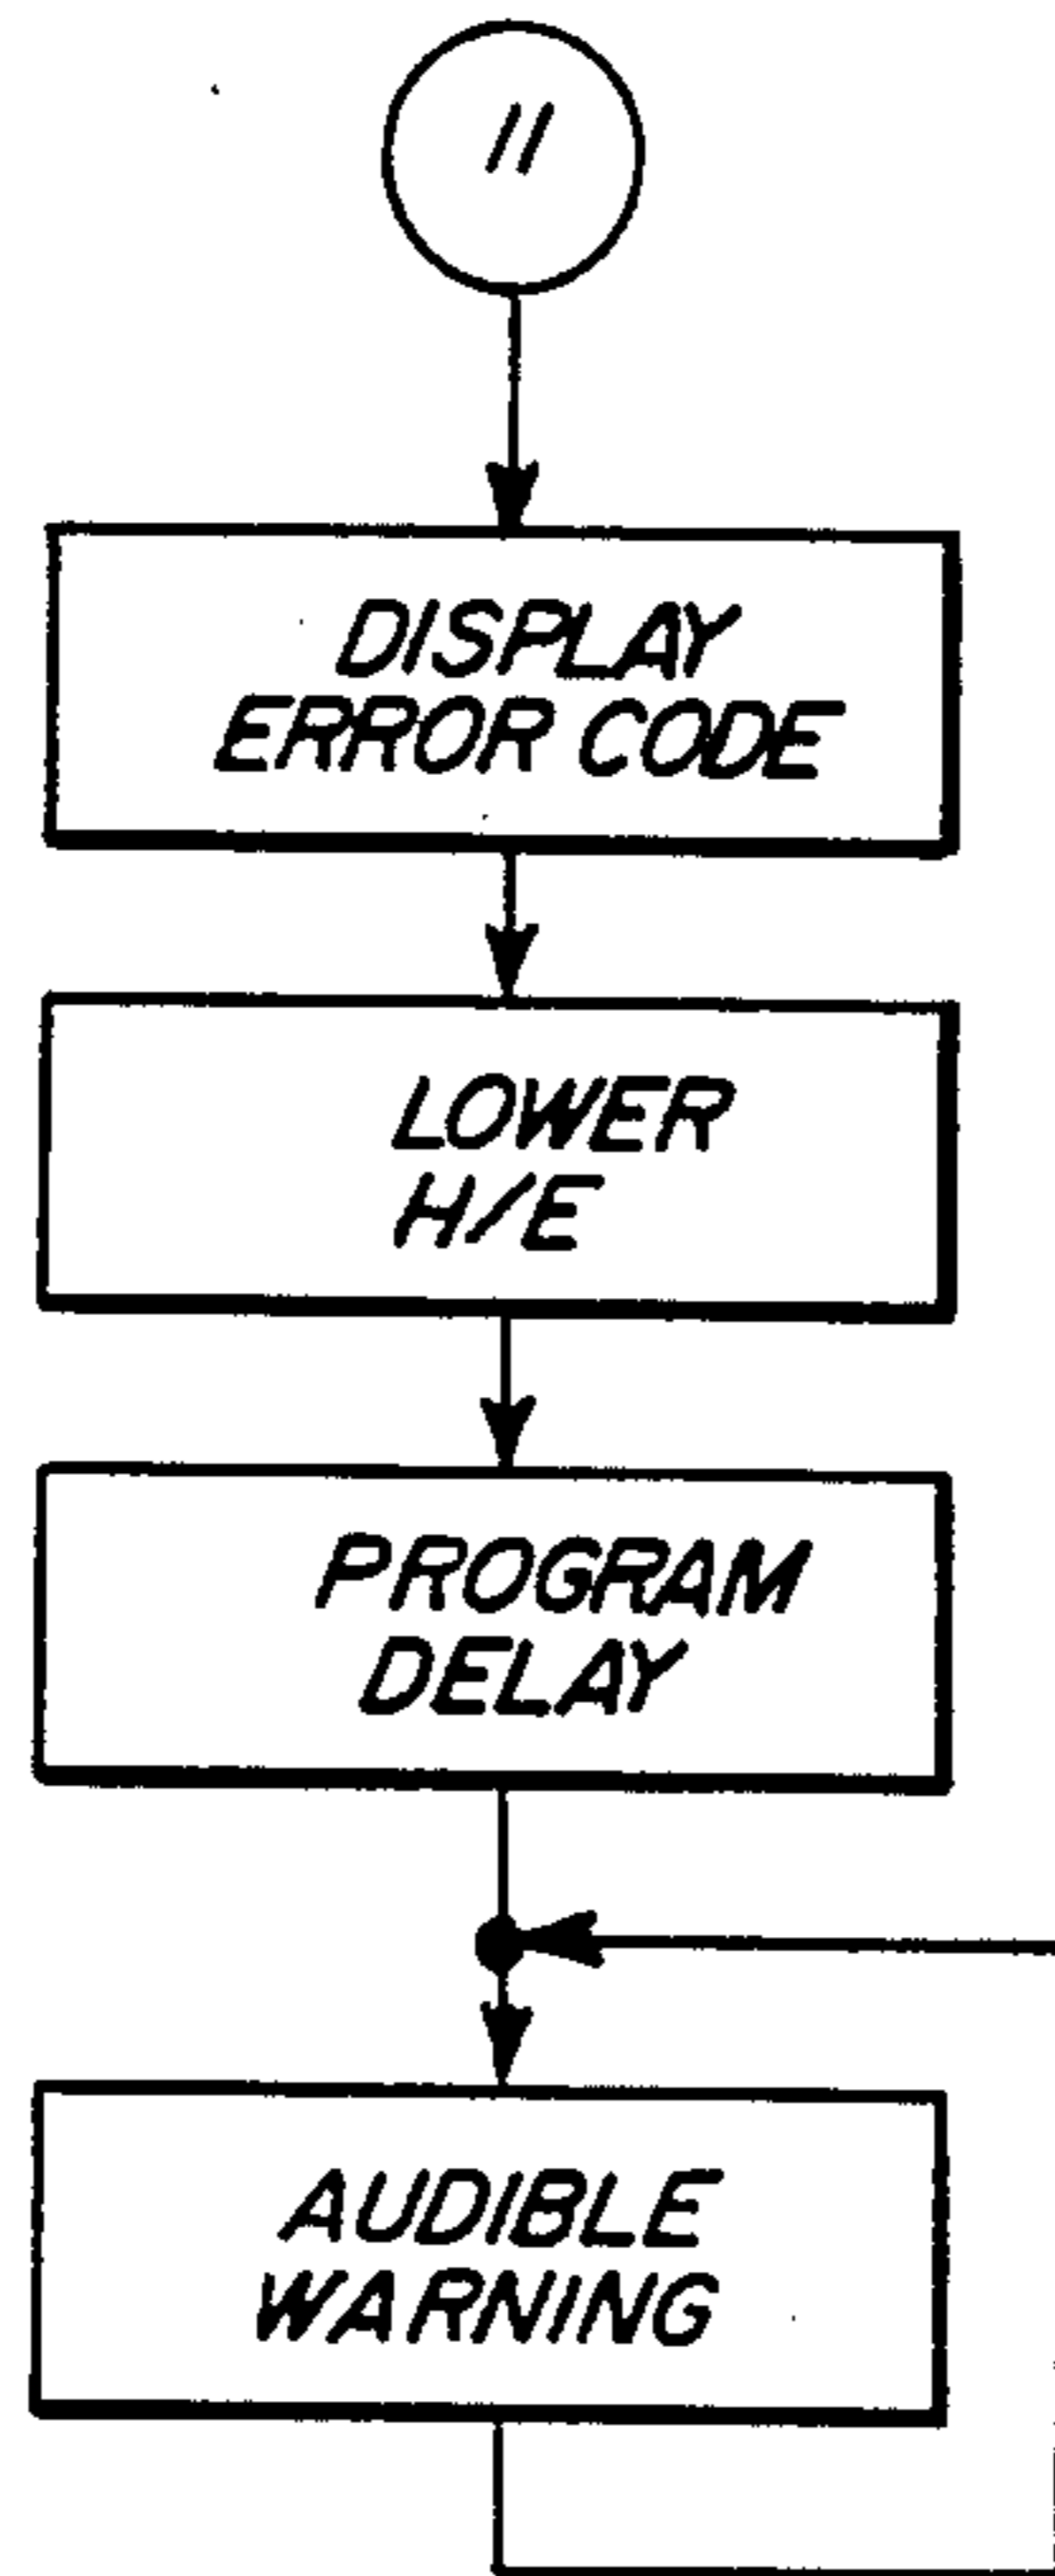 11
DISPLAY
ERROR CODE
LOWER
H/E
PROGRAM
DELAY
AUDIBLE
WARNING